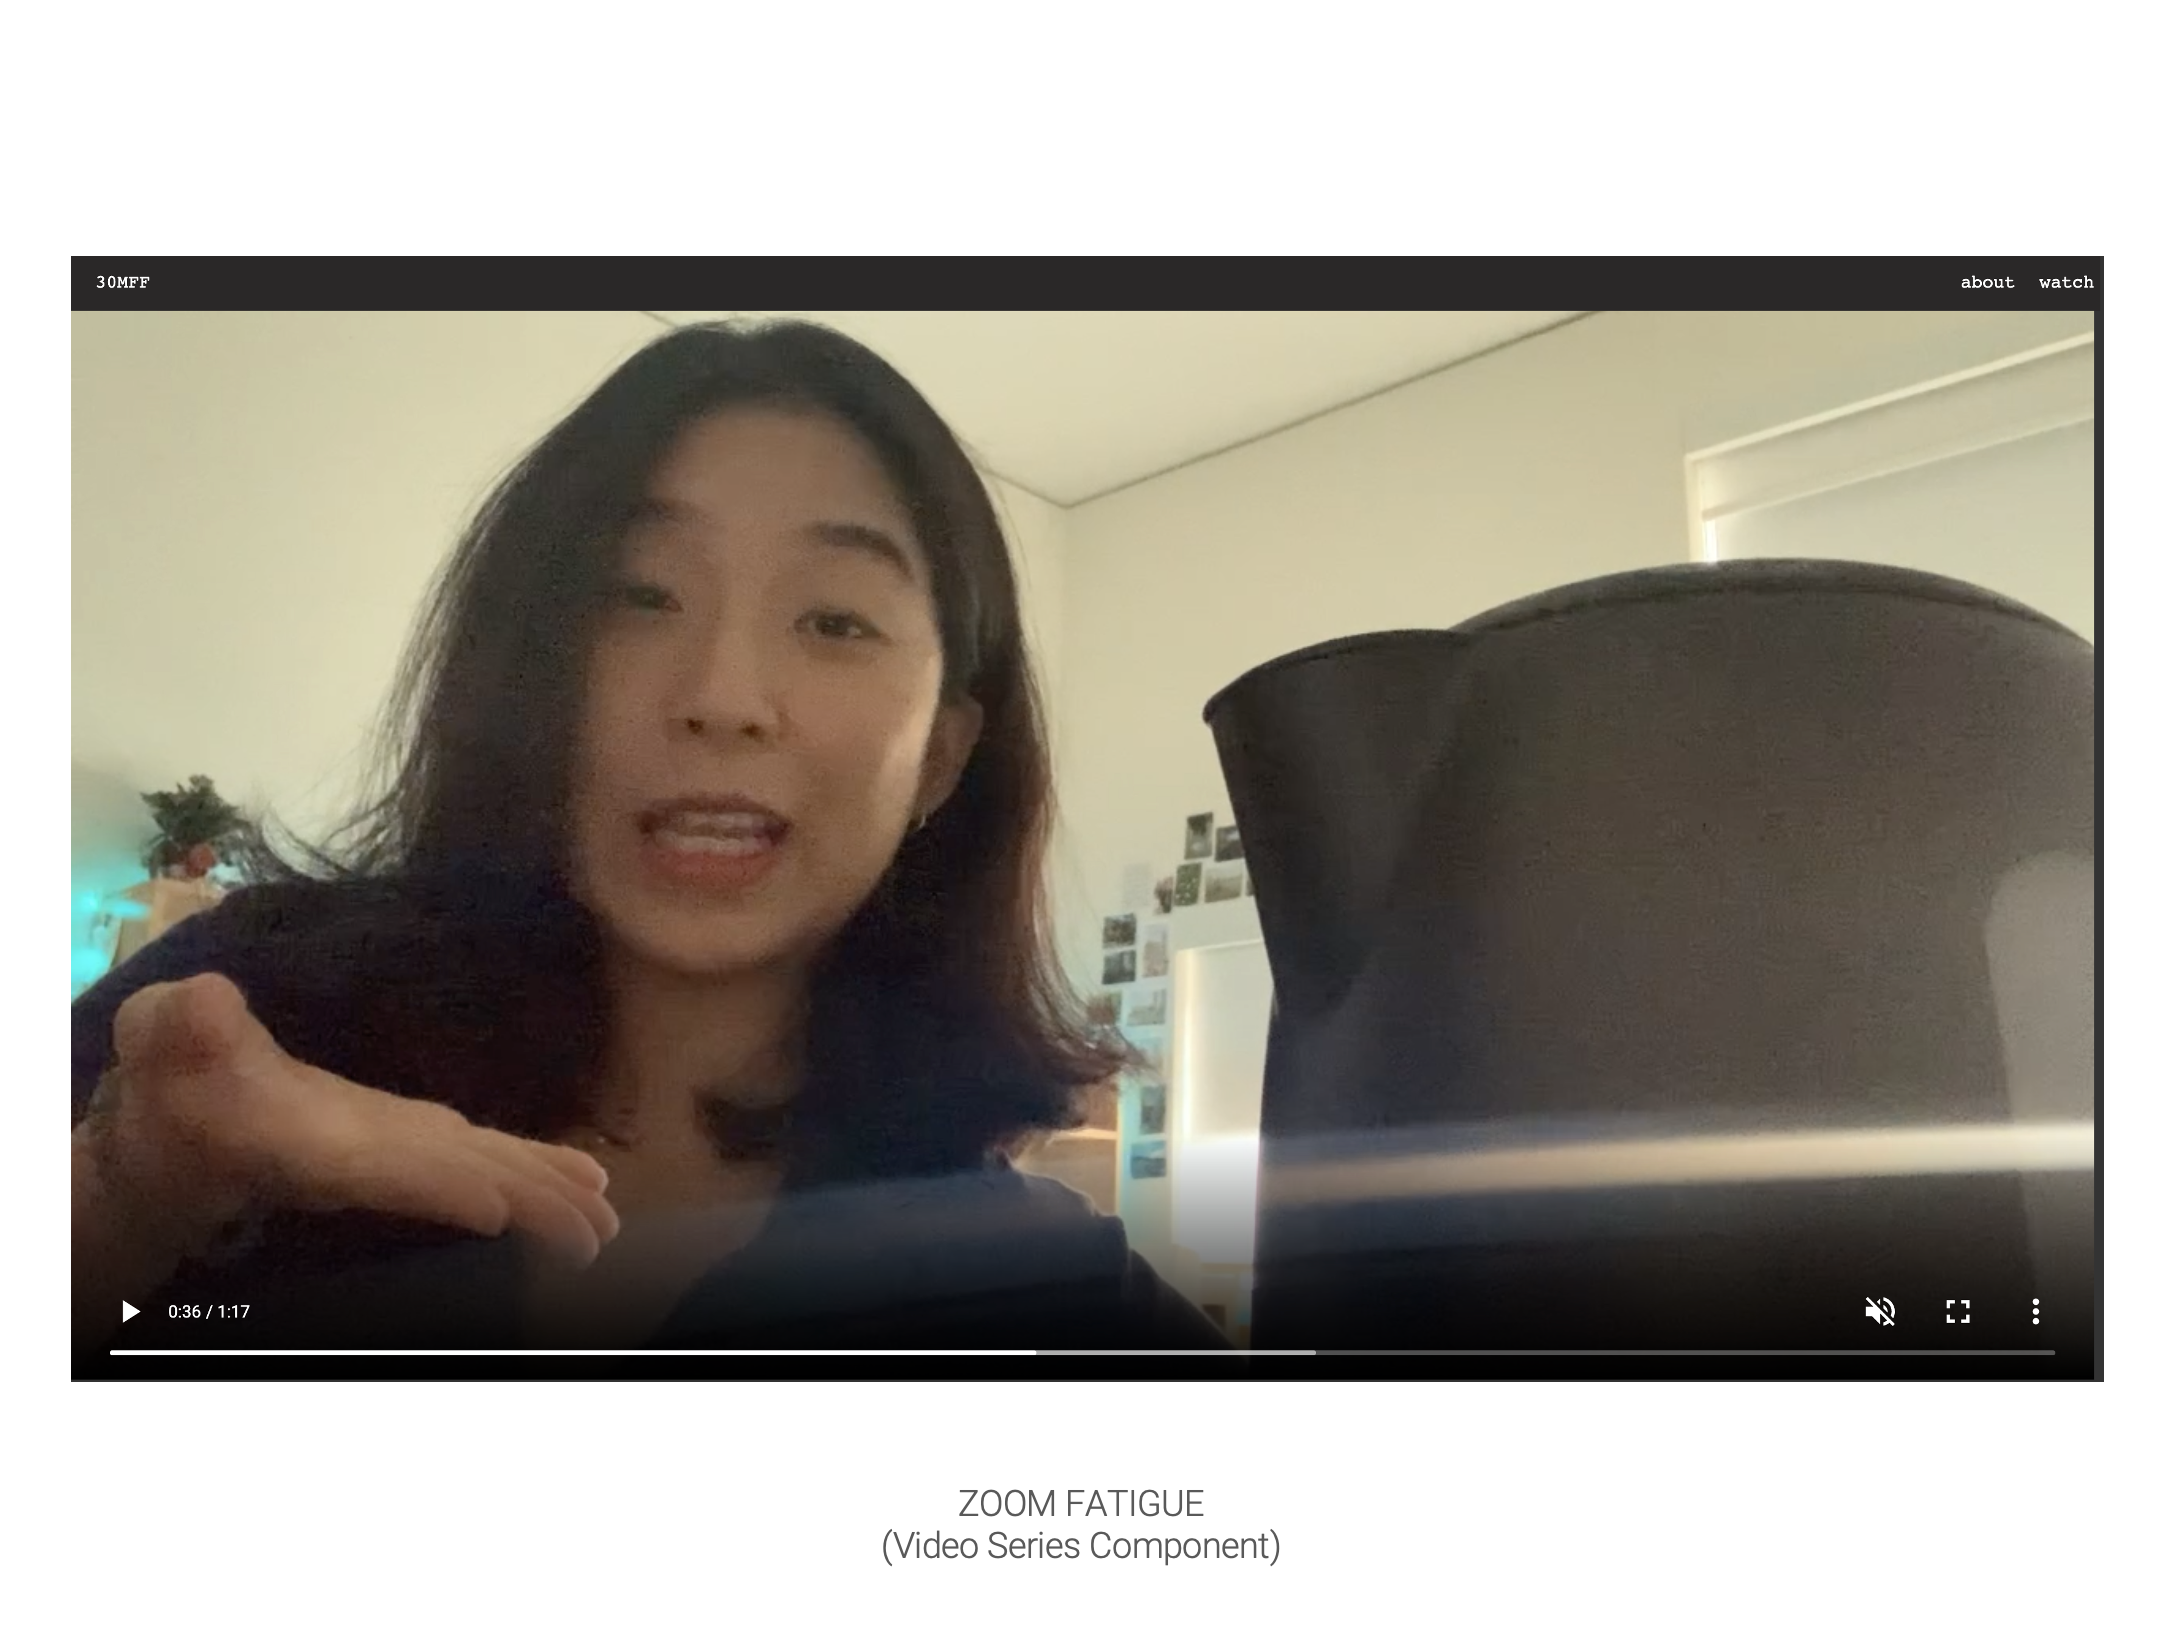 30MFF
about watch
0:36 / 1:17
ZOOM FATIGUE
(Video Series Component)